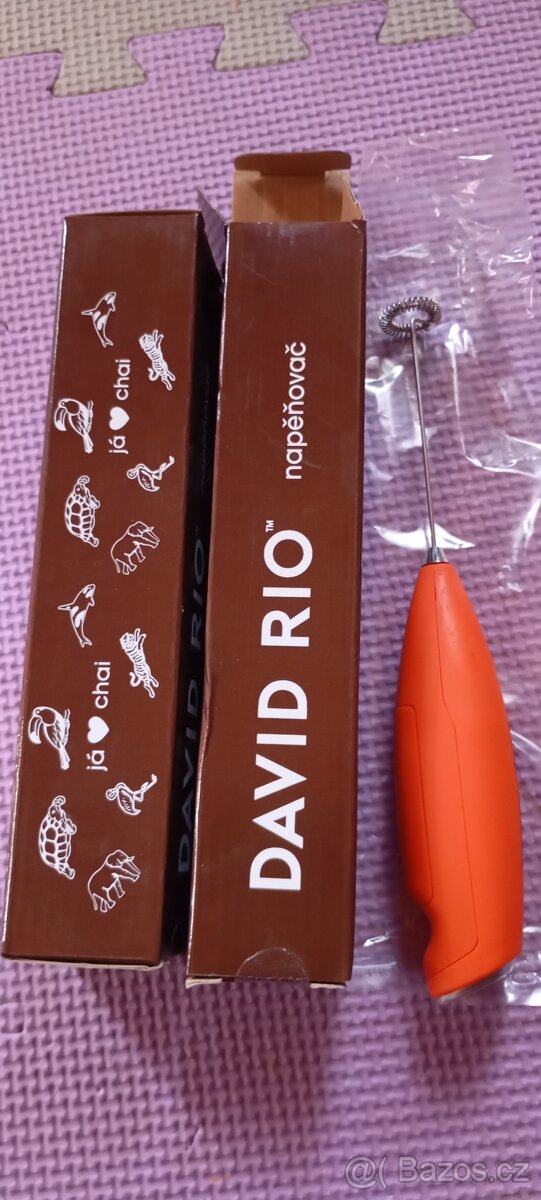 já ♥ chai
já ♥ chai
DAVID RIO
DAVID RIO™ napěňovač
@( Bazos.cz